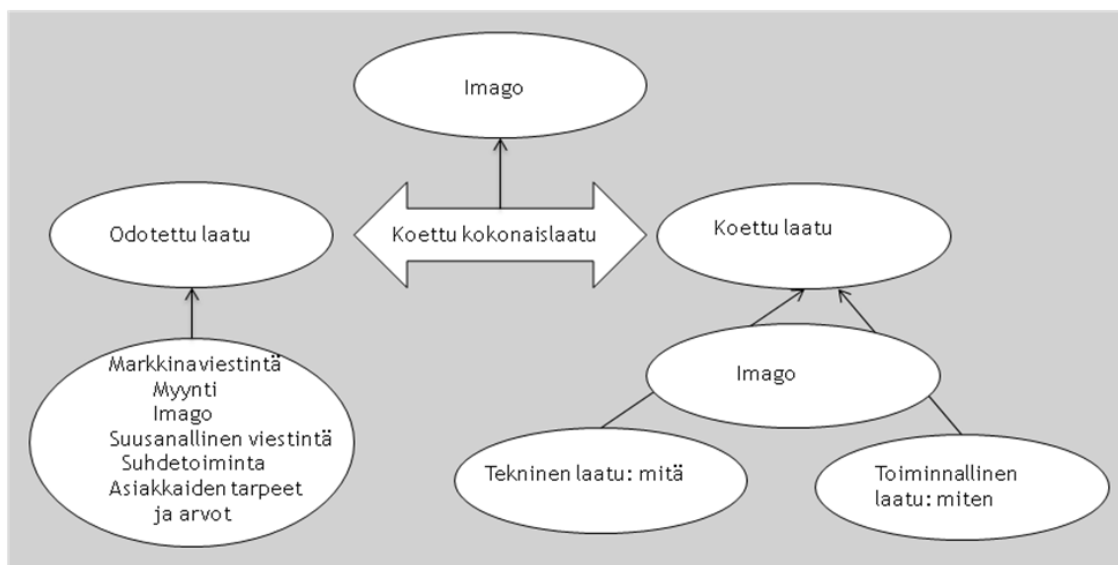 Imago
Odotettu laatu
Koettu kokonaislaatu
Koettu laatu
Markkinaviestintä
Myynti
Imago
Suusanallinen viestintä
Suhdetoiminta
Asiakkaiden tarpeet
ja arvot
Imago
Tekninen laatu: mitä
Toiminnallinen
laatu: miten